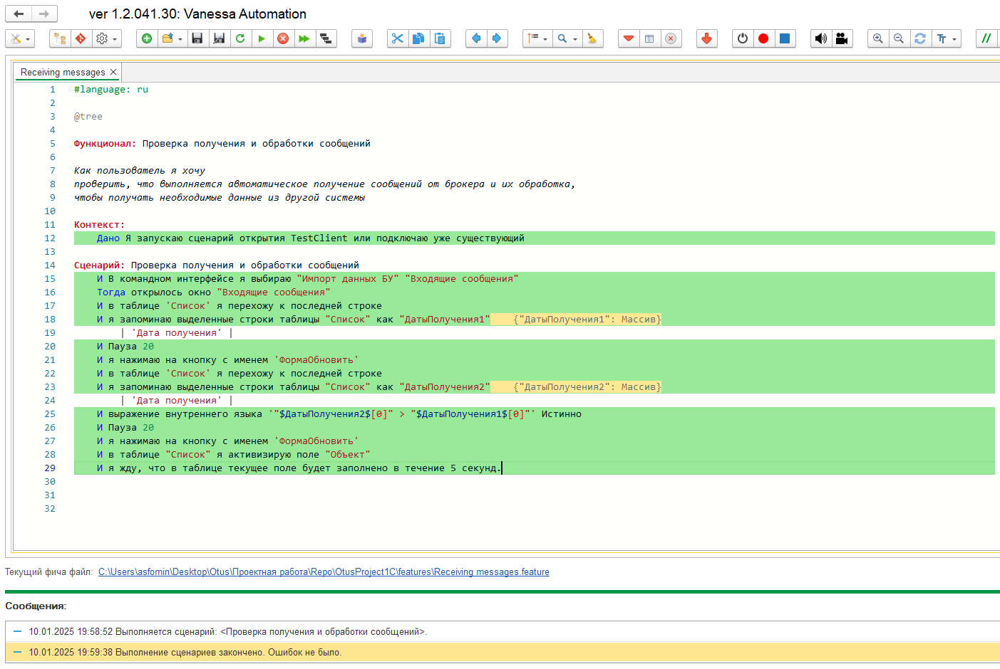 ver 1.2.041.30: Vanessa Automation
Receiving messages
1 #language: ru
2
3 @tree
4
5 Функционал: Проверка получения и обработки сообщений
6
7 Как пользователь я хочу
8 проверить, что выполняется автоматическое получение сообщений от брокера и их обработка,
9 чтобы получать необходимые данные из другой системы
10
11 Контекст:
12 Дано Я запускаю сценарий открытия TestClient или подключаю уже существующий
13
14 Сценарий: Проверка получения и обработки сообщений
15 И В командном интерфейсе я выбираю "Импорт данных БУ" "Входящие сообщения"
16 Тогда открылось окно "Входящие сообщения"
17 И в таблице 'Список' я перехожу к последней строке
18 И я запоминаю выделенные строки таблицы "Список" как "ДатыПолучения1" {"ДатыПолучения1": Массив}
19 | 'Дата получения' |
20 И Пауза 20
21 И я нажимаю на кнопку с именем 'ФормаОбновить'
22 И в таблице 'Список' я перехожу к последней строке
23 И я запоминаю выделенные строки таблицы "Список" как "ДатыПолучения2" {"ДатыПолучения2": Массив}
24 | 'Дата получения' |
25 И выражение внутреннего языка '"$ДатыПолучения2$[0]" > "$ДатыПолучения1$[0]"' Истинно
26 И Пауза 20
27 И я нажимаю на кнопку с именем 'ФормаОбновить'
28 И в таблице "Список" я активизирую поле "Объект"
29 И я жду, что в таблице текущее поле будет заполнено в течение 5 секунд.
30
31
32
Текущий фича файл: C:\Users\asfomin\Desktop\Otus\Проектная работа\Repo\OtusProject1C\features\Receiving messages.feature
Сообщения:
10.01.2025 19:58:52 Выполняется сценарий: <Проверка получения и обработки сообщений>.
10.01.2025 19:59:38 Выполнение сценариев закончено. Ошибок не было.